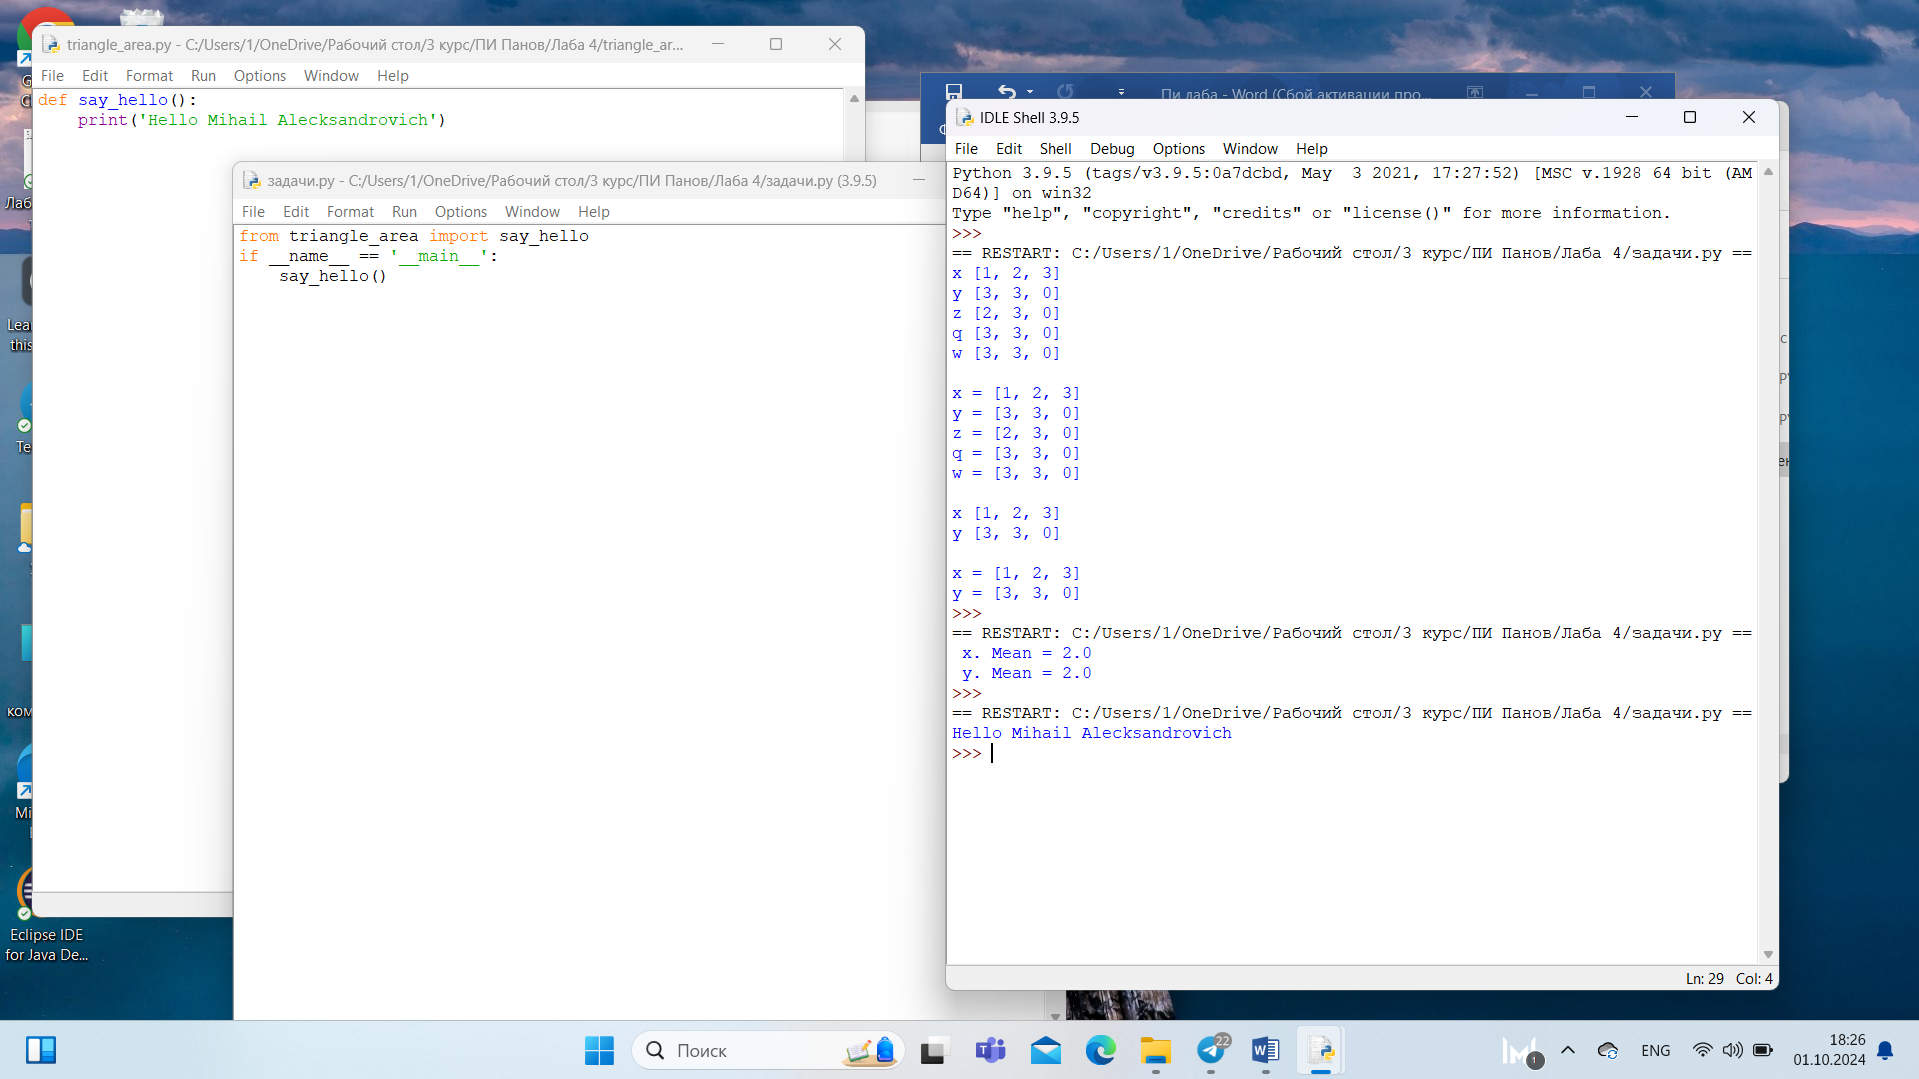 triangle_area.py - C:/Users/1/OneDrive/Рабочий стол/3 курс/ПИ Панов/Лаба 4/triangle_ar...
File Edit Format Run Options Window Help
def say_hello():
    print('Hello Mihail Alecksandrovich')
задачи.py - C:/Users/1/OneDrive/Рабочий стол/3 курс/ПИ Панов/Лаба 4/задачи.py (3.9.5)
File Edit Format Run Options Window Help
from triangle_area import say_hello
if __name__ == '__main__':
    say_hello()
Пи лаба - Word (Сбой активации про...
IDLE Shell 3.9.5
File Edit Shell Debug Options Window Help
Python 3.9.5 (tags/v3.9.5:0a7dcbd, May  3 2021, 17:27:52) [MSC v.1928 64 bit (AM
D64)] on win32
Type "help", "copyright", "credits" or "license()" for more information.
>>>
== RESTART: C:/Users/1/OneDrive/Рабочий стол/3 курс/ПИ Панов/Лаба 4/задачи.py ==
x [1, 2, 3]
y [3, 3, 0]
z [2, 3, 0]
q [3, 3, 0]
w [3, 3, 0]

x = [1, 2, 3]
y = [3, 3, 0]
z = [2, 3, 0]
q = [3, 3, 0]
w = [3, 3, 0]

x [1, 2, 3]
y [3, 3, 0]

x = [1, 2, 3]
y = [3, 3, 0]
>>>
== RESTART: C:/Users/1/OneDrive/Рабочий стол/3 курс/ПИ Панов/Лаба 4/задачи.py ==
 x. Mean = 2.0
 y. Mean = 2.0
>>>
== RESTART: C:/Users/1/OneDrive/Рабочий стол/3 курс/ПИ Панов/Лаба 4/задачи.py ==
Hello Mihail Alecksandrovich
>>>
Ln: 29 Col: 4
Eclipse IDE
for Java De...
Поиск
22
1
ENG
18:26
01.10.2024